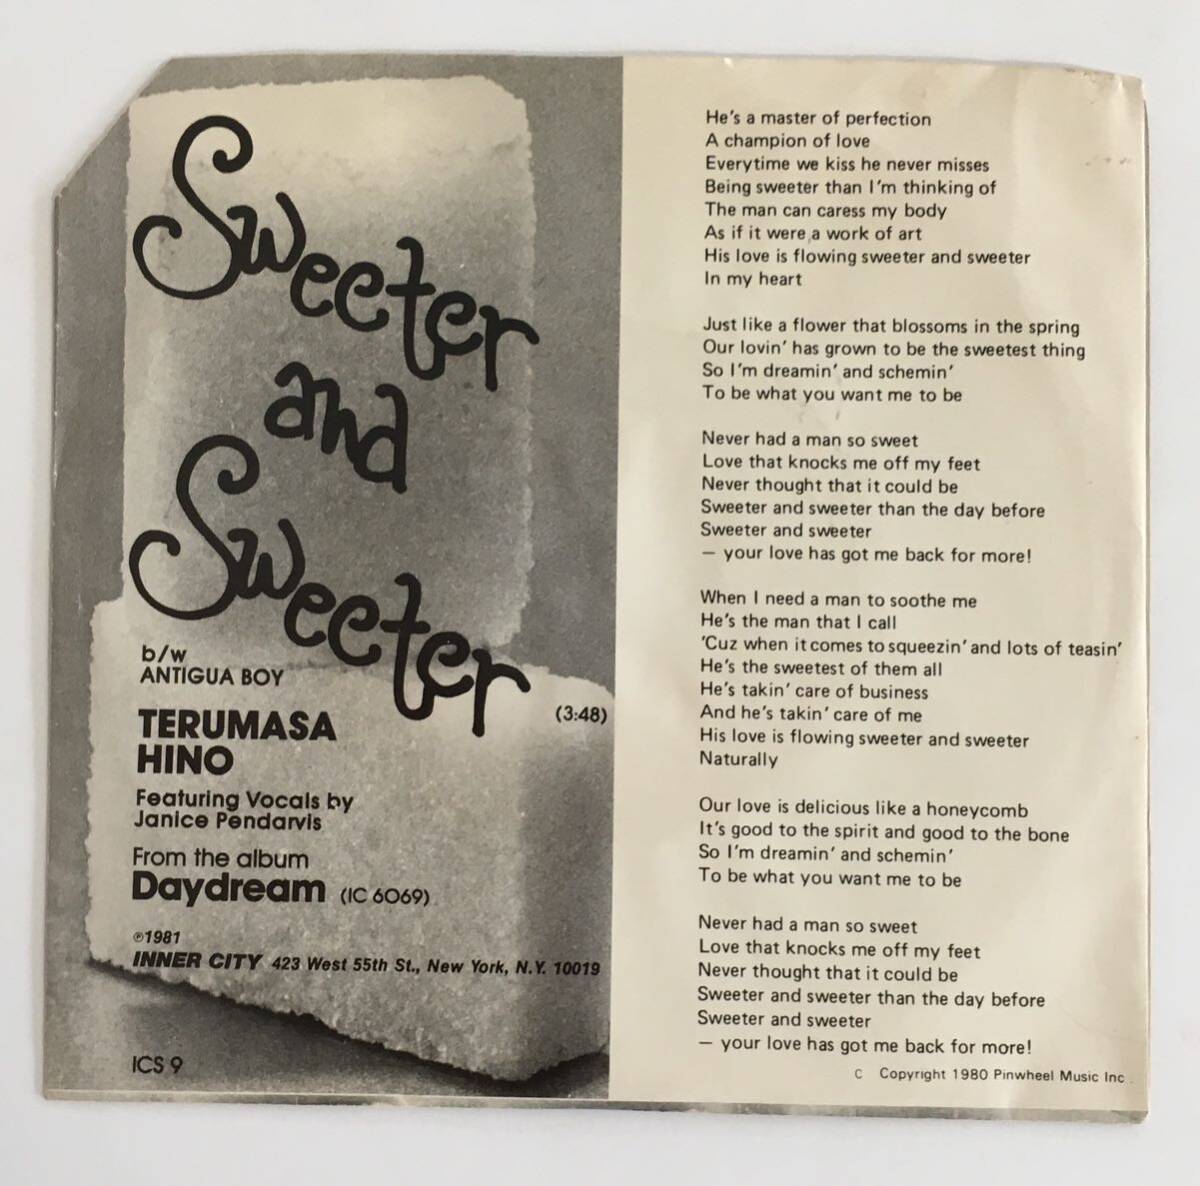 Sweeter
and
Sweeter
(3:48)
b/w
ANTIGUA BOY
TERUMASA
HINO
Featuring Vocals by
Janice Pendarvis
From the album
Daydream (IC 6069)
℗1981
INNER CITY 423 West 55th St., New York, N.Y. 10019
ICS 9
He's a master of perfection
A champion of love
Everytime we kiss he never misses
Being sweeter than I'm thinking of
The man can caress my body
As if it were a work of art
His love is flowing sweeter and sweeter
In my heart
Just like a flower that blossoms in the spring
Our lovin' has grown to be the sweetest thing
So I'm dreamin' and schemin'
To be what you want me to be
Never had a man so sweet
Love that knocks me off my feet
Never thought that it could be
Sweeter and sweeter than the day before
Sweeter and sweeter
— your love has got me back for more!
When I need a man to soothe me
He's the man that I call
'Cuz when it comes to squeezin' and lots of teasin'
He's the sweetest of them all
He's takin' care of business
And he's takin' care of me
His love is flowing sweeter and sweeter
Naturally
Our love is delicious like a honeycomb
It's good to the spirit and good to the bone
So I'm dreamin' and schemin'
To be what you want me to be
Never had a man so sweet
Love that knocks me off my feet
Never thought that it could be
Sweeter and sweeter than the day before
Sweeter and sweeter
— your love has got me back for more!
C Copyright 1980 Pinwheel Music Inc.